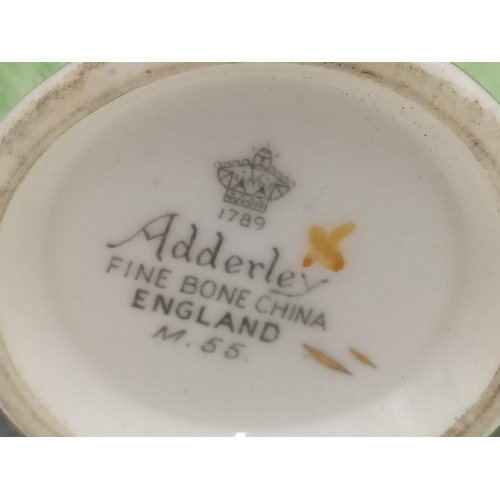 1789
Adderley
FINE BONE CHINA
ENGLAND
M.55.